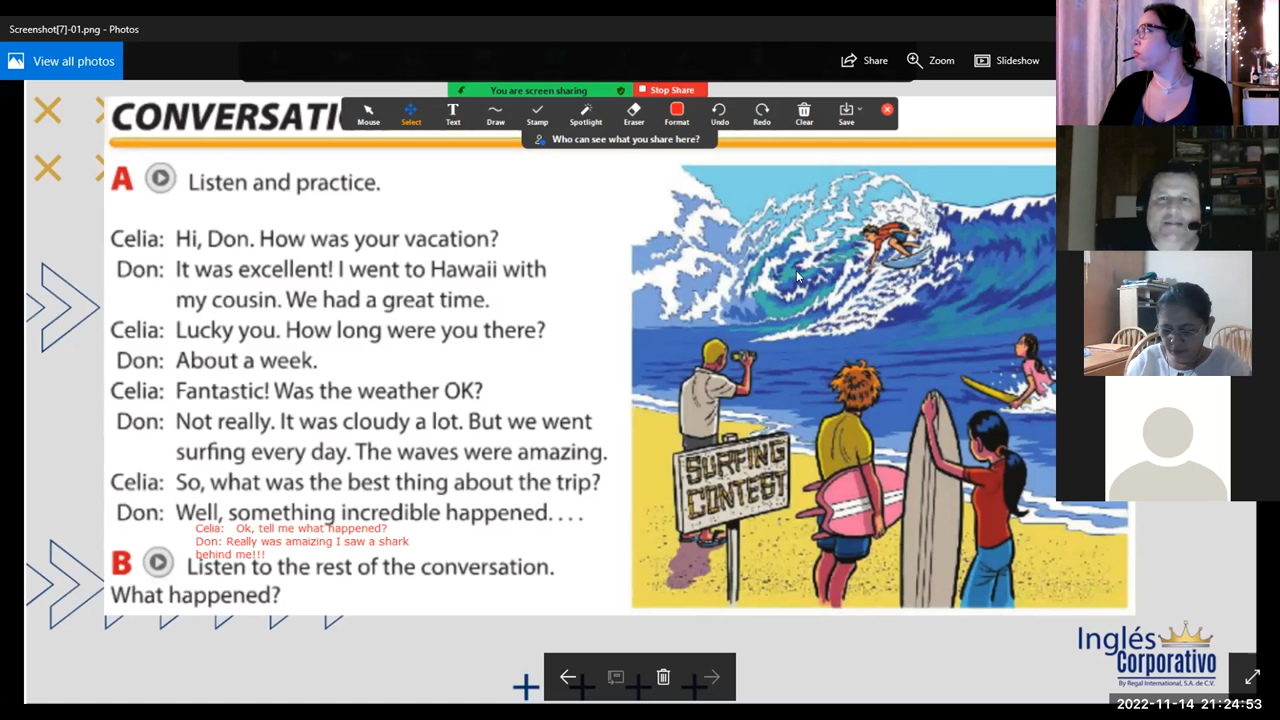 Screenshot[7]-01.png - Photos
View all photos
Share
Zoom
Slideshow
You are screen sharing
Stop Share
Mouse
Select
Text
Draw
Stamp
Spotlight
Eraser
Format
Undo
Redo
Clear
Save
Who can see what you share here?
CONVERSATI
A Listen and practice.
Celia: Hi, Don. How was your vacation?
Don: It was excellent! I went to Hawaii with
my cousin. We had a great time.
Celia: Lucky you. How long were you there?
Don: About a week.
Celia: Fantastic! Was the weather OK?
Don: Not really. It was cloudy a lot. But we went
surfing every day. The waves were amazing.
Celia: So, what was the best thing about the trip?
Don: Well, something incredible happened. . . .
Celia: Ok, tell me what happened?
Don: Really was amaizing I saw a shark
behind me!!!
B Listen to the rest of the conversation.
What happened?
SURFING
CONTEST
Inglés
Corporativo
By Regal International, S.A. de C.V.
2022-11-14 21:24:53